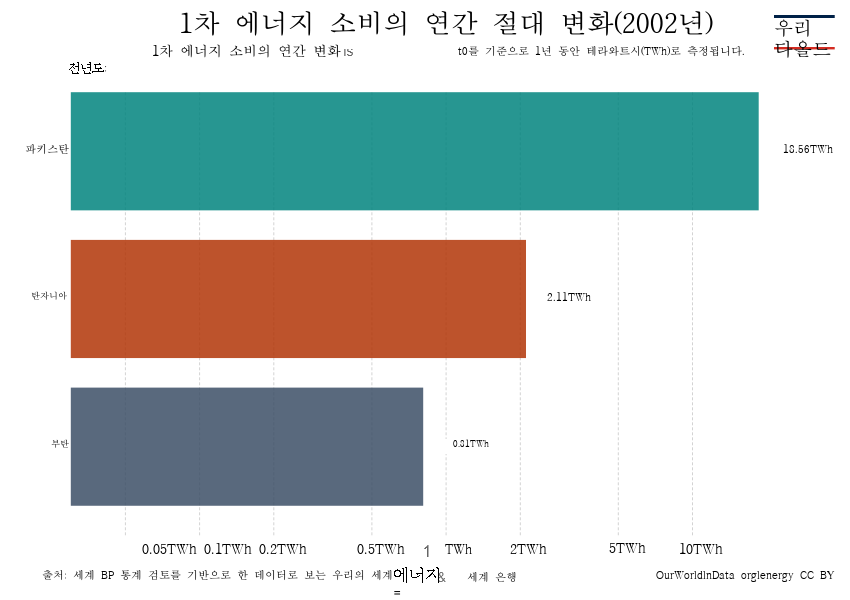 1차 에너지 소비의 연간 절대 변화(2002년)
우리
다올드
1차 에너지 소비의 연간 변화 is t0를 기준으로 1년 동안 테라와트시(TWh)로 측정됩니다.
전년도:
파키스탄 18.56TWh
탄자니아 2.11TWh
부탄 0.81TWh
0.05TWh 0.1TWh 0.2TWh 0.5TWh 1 TWh 2TWh 5TWh 10TWh
출처: 세계 BP 통계 검토를 기반으로 한 데이터로 보는 우리의 세계 에너지 & 세계 은행 OurWorldInData orglenergy CC BY
=